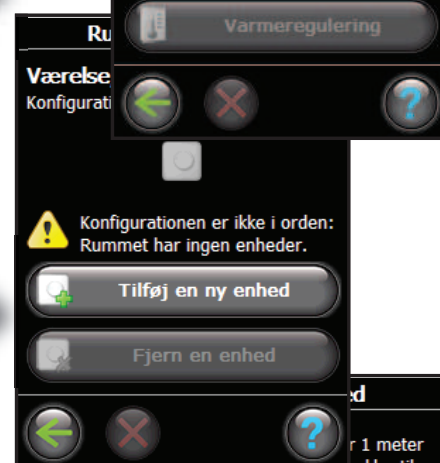 Varmeregulering
Ru
Værelse
Konfigurati
Konfigurationen er ikke i orden:
Rummet har ingen enheder.
Tilføj en ny enhed
Fjern en enhed
ed
r 1 meter